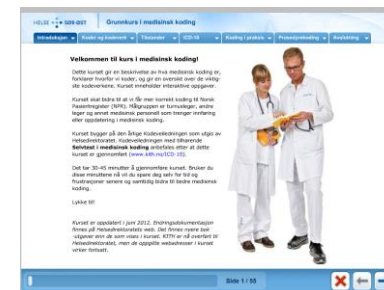 HELSE SØR-ØST
Grunnkurs i medisinsk koding
Introduksjon
Koder og kodeverk
Tilstander
ICD-10
Koding i praksis
Prosedyrekoding
Avslutning
Velkommen til kurs i medisinsk koding!
Dette kurset gir en beskrivelse av hva medisinsk koding er,
forklarer hvorfor vi koder, og gir en oversikt over de viktig-
ste kodeverkene. Kurset inneholder interaktive oppgaver.
Kurset skal bidra til at vi får mer korrekt koding til Norsk
Pasientregister (NPR). Målgruppen er turnusleger, andre
leger og annet medisinsk personell som trenger innføring
eller oppdatering i medisinsk koding.
Kurset bygger på den årlige Kodeveiledningen som utgis av
Helsedirektoratet. Kodeveiledningen med tilhørende
Selvtest i medisinsk koding anbefales etter at dette
kurset er gjennomført (www.kith.no/ICD-10).
Det tar 30-45 minutter å gjennomføre kurset. Bruker du
disse minuttene nå vil du spare deg selv for tid og
frustrasjoner senere og samtidig bidra til bedre medisinsk
koding.
Lykke til!
Kurset er oppdatert i juni 2012. Endringsdokumentasjon
finnes på Helsedirektoratets web. Det finnes nyere bok
-utgaver enn de som vises i kurset. KITH er nå overført til
Helsedirektoratet, men de oppgitte webadresser i kurset
virker fortsatt.
Side 1 / 55